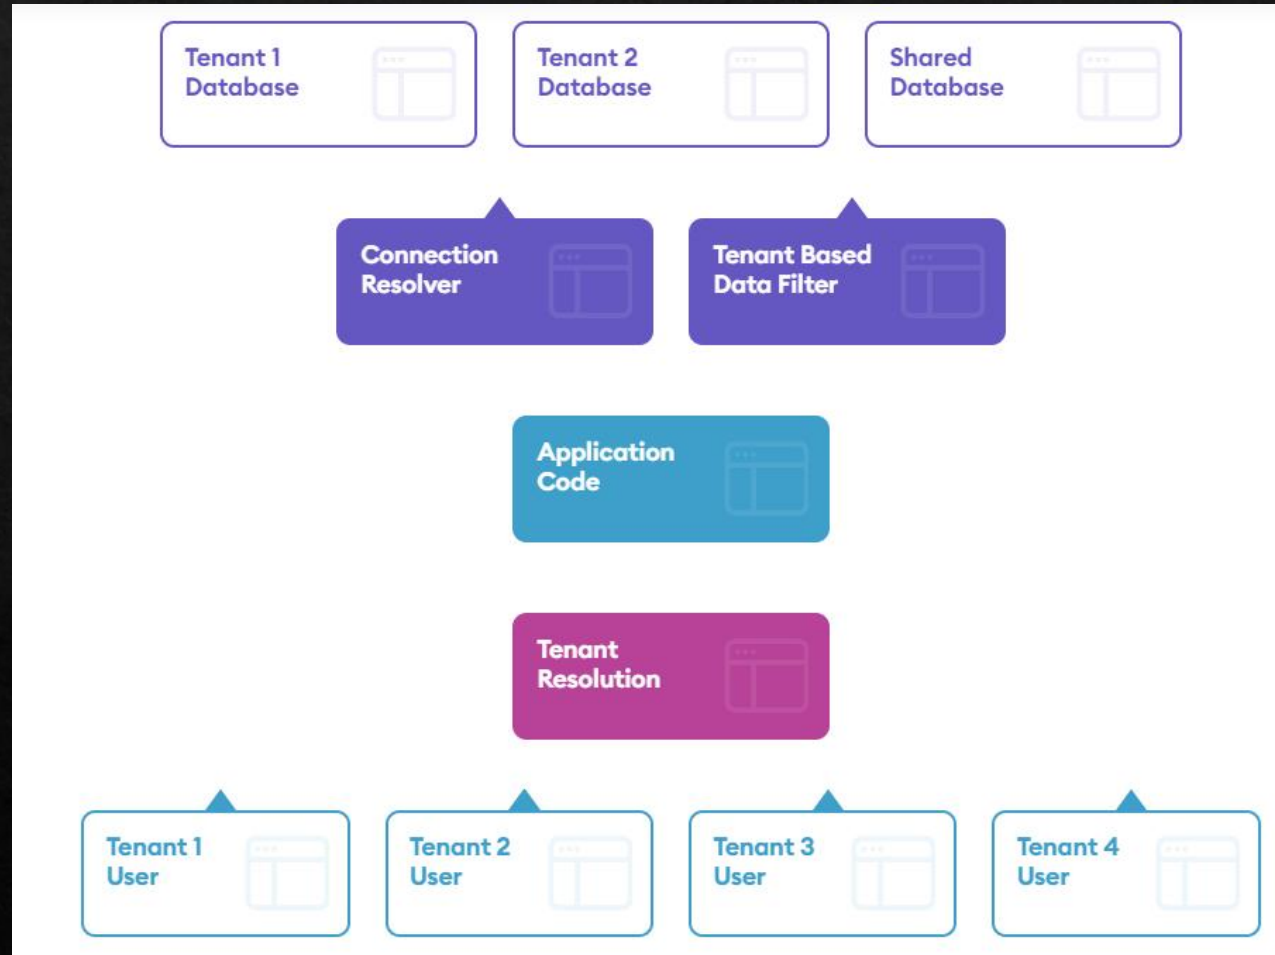 Tenant 1
Database
Tenant 2
Database
Shared
Database
Connection
Resolver
Tenant Based
Data Filter
Application
Code
Tenant
Resolution
Tenant 1
User
Tenant 2
User
Tenant 3
User
Tenant 4
User